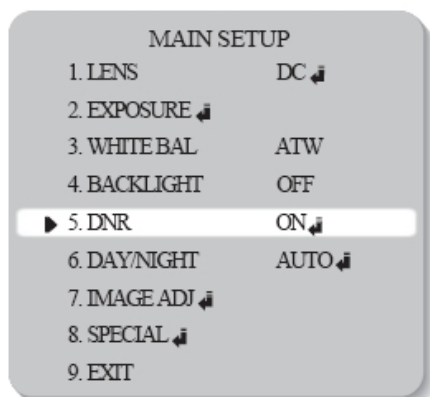 MAIN SETUP
1. LENS DC
2. EXPOSURE
3. WHITE BAL ATW
4. BACKLIGHT OFF
5. DNR ON
6. DAY/NIGHT AUTO
7. IMAGE ADJ
8. SPECIAL
9. EXIT